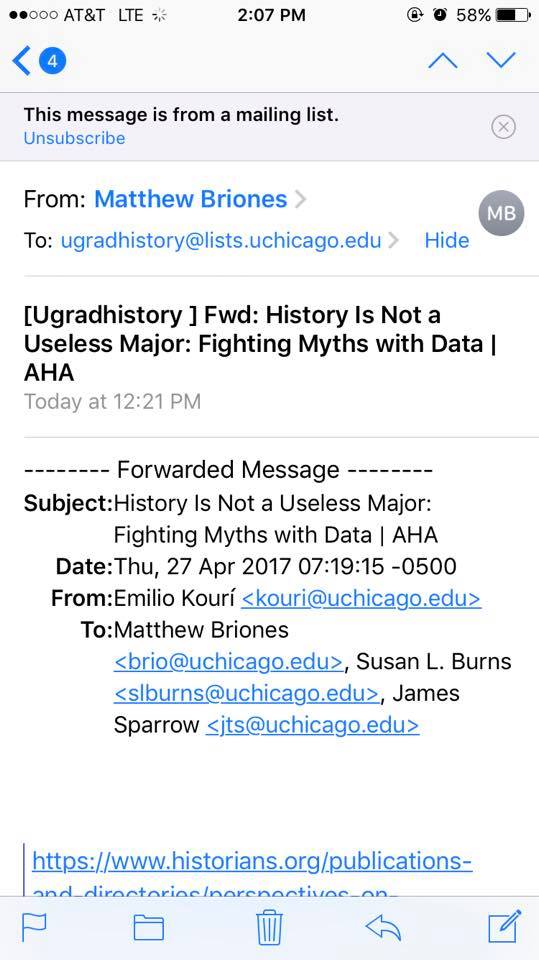 AT&T LTE 2:07 PM 58%
4
This message is from a mailing list.
Unsubscribe
From: Matthew Briones
MB
To: ugradhistory@lists.uchicago.edu Hide
[Ugradhistory ] Fwd: History Is Not a
Useless Major: Fighting Myths with Data |
AHA
Today at 12:21 PM
-------- Forwarded Message --------
Subject:History Is Not a Useless Major:
Fighting Myths with Data | AHA
Date:Thu, 27 Apr 2017 07:19:15 -0500
From:Emilio Kourí <kouri@uchicago.edu>
To:Matthew Briones
<brio@uchicago.edu>, Susan L. Burns
<slburns@uchicago.edu>, James
Sparrow <jts@uchicago.edu>
https://www.historians.org/publications-
and-directories/perspectives-on-